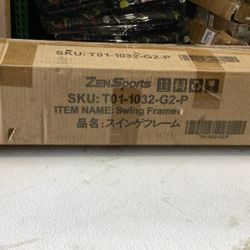 ZENSports
SKU: T01-1032-G2-P
ITEM NAME: Swing Frame
品名: スイングフレーム
T01-1032-G2-P